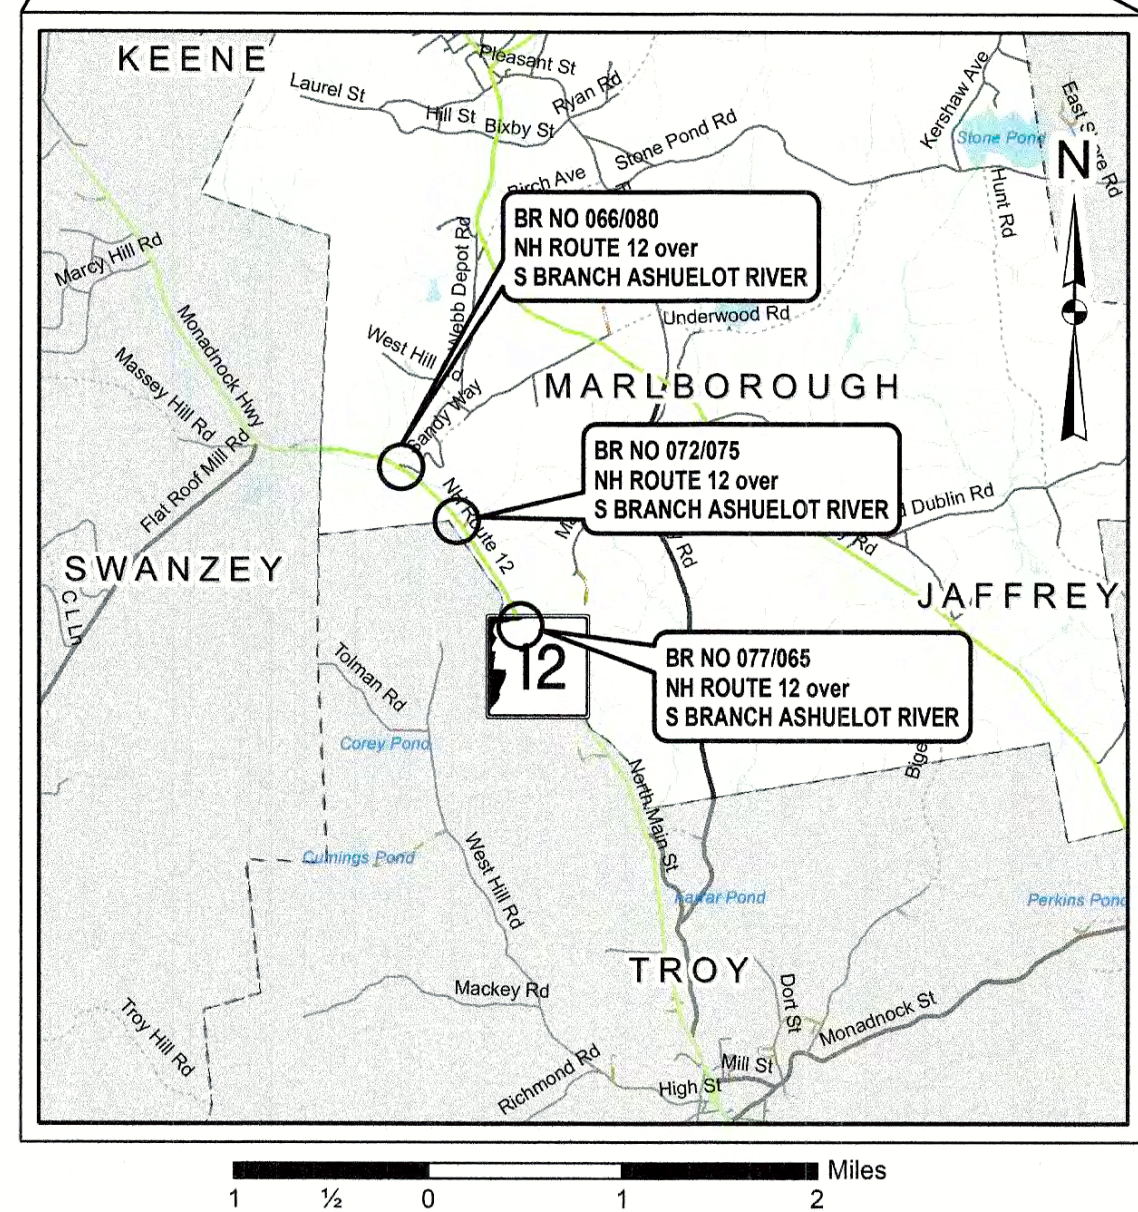 KEENE
Pleasant St
Laurel St
Ryan Rd
Hill St
Bixby St
Stone Pond Rd
Kershaw Ave
Stone Pond
N
Birch Ave
Hunt Rd
BR NO 066/080
NH ROUTE 12 over
S BRANCH ASHUELOT RIVER
Marcy Hill Rd
Webb Depot Rd
Monadnock Hwy
Underwood Rd
West Hill
Massey Hill Rd
MARLBOROUGH
Sandy Way
Flat Roof Mill Rd
BR NO 072/075
NH ROUTE 12 over
S BRANCH ASHUELOT RIVER
NH Route 12
Dublin Rd
Rd
Rd
SWANZEY
JAFFREY
C L Ln
12
BR NO 077/065
NH ROUTE 12 over
S BRANCH ASHUELOT RIVER
Tolman Rd
Corey Pond
North Main St
Cumings Pond
West Hill Rd
Farrar Pond
Perkins Pond
TROY
Mackey Rd
Dort St
Monadnock St
Troy Hill Rd
Richmond Rd
Mill St
High St
Miles
1 ½ 0 1 2